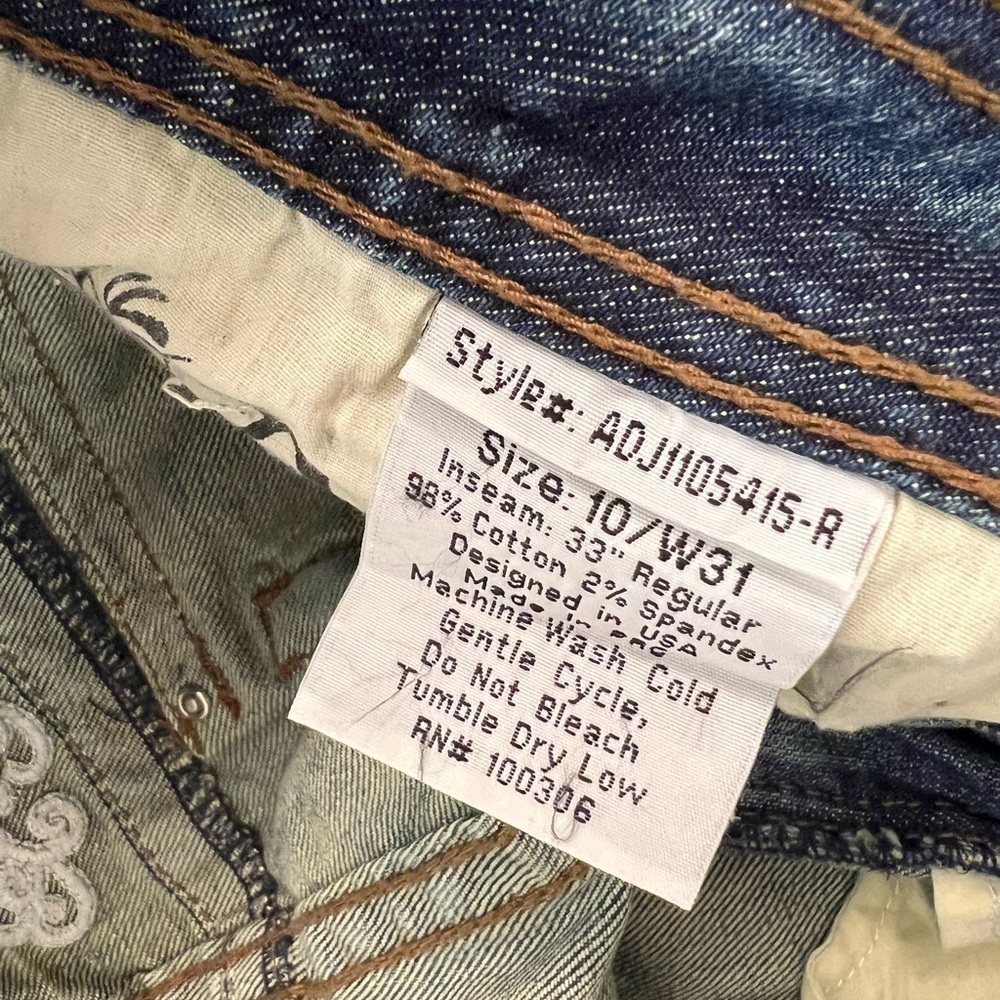 Style#: ADJ1105415-R
Size: 10/W31
Inseam: 33" Regular
98% Cotton 2% Spandex
Designed in USA
Made in
Machine Wash Cold
Gentle Cycle,
Do Not Bleach
Tumble Dry Low
RN# 100306